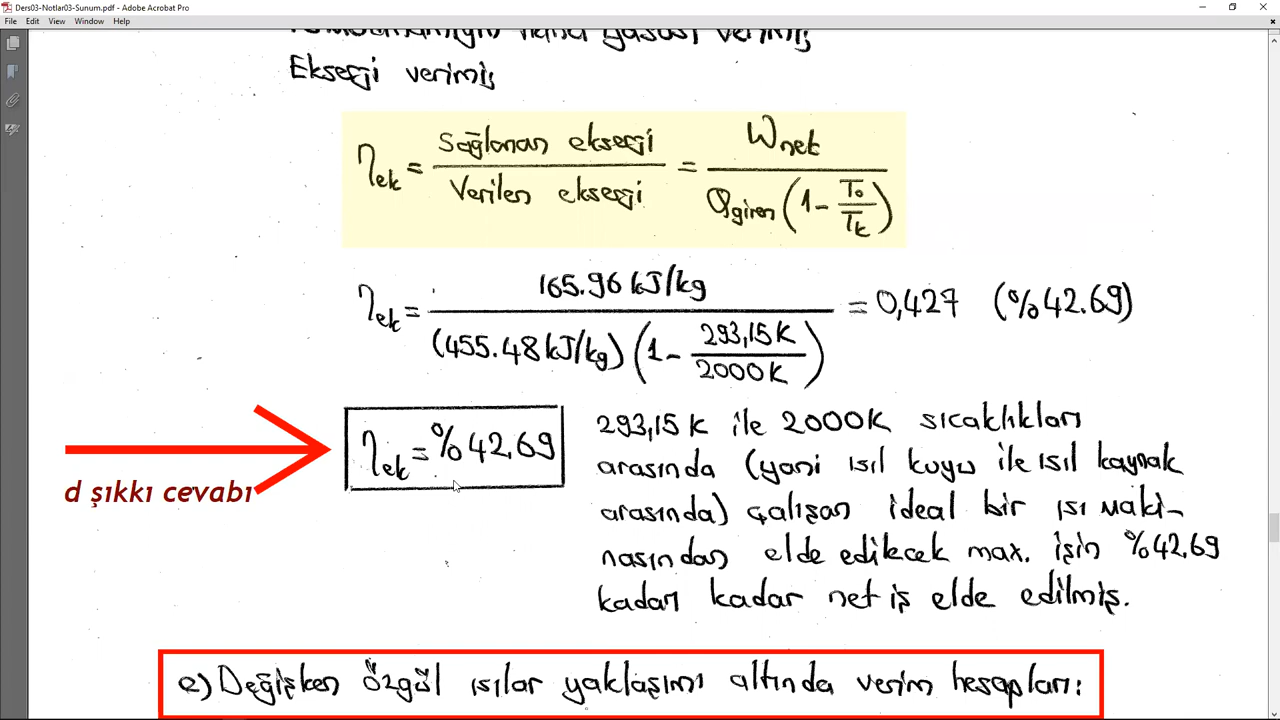 Ders03-Notlar03-Sunum.pdf - Adobe Acrobat Pro
File Edit View Window Help
yasası verimi,
Ekserji verimi,
η_ek = Sağlanan ekserji / Verilen ekserji = W_net / Q_giren (1 - T₀/T_k)
η_ek = 165.96 kJ/kg / (455.48 kJ/kg) (1 - 293,15 K / 2000 K) = 0,427 (%42.69)
η_ek = %42.69
d şıkkı cevabı
293,15 K ile 2000 K sıcaklıkları
arasında (yani ısıl kuyu ile ısıl kaynak
arasında) çalışan ideal bir ısı maki-
nasından elde edilecek max. işin %42.69
kadarı kadar net iş elde edilmiş.
e) Değişken özgül ısılar yaklaşımı altında verim hesapları: